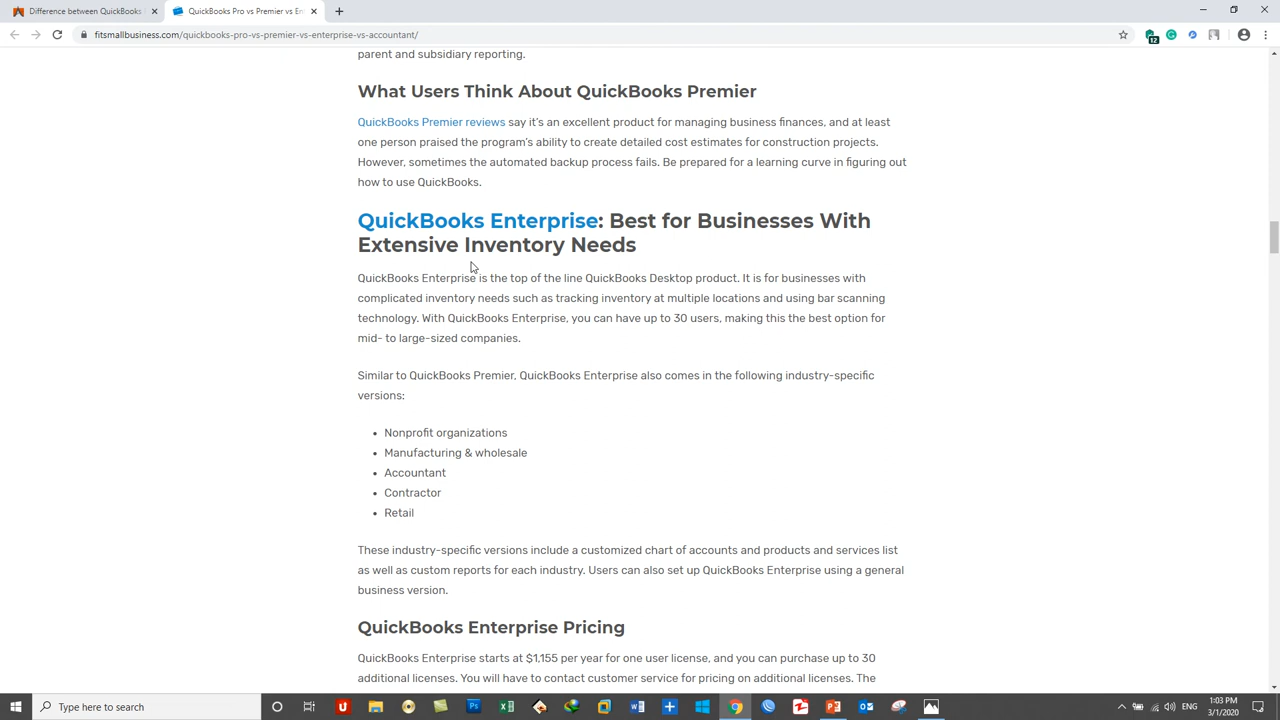 Difference between QuickBooks
QuickBooks Pro vs Premier vs En
fitsmallbusiness.com/quickbooks-pro-vs-premier-vs-enterprise-vs-accountant/
12
parent and subsidiary reporting.
What Users Think About QuickBooks Premier
QuickBooks Premier reviews say it's an excellent product for managing business finances, and at least
one person praised the program's ability to create detailed cost estimates for construction projects.
However, sometimes the automated backup process fails. Be prepared for a learning curve in figuring out
how to use QuickBooks.
QuickBooks Enterprise: Best for Businesses With
Extensive Inventory Needs
QuickBooks Enterprise is the top of the line QuickBooks Desktop product. It is for businesses with
complicated inventory needs such as tracking inventory at multiple locations and using bar scanning
technology. With QuickBooks Enterprise, you can have up to 30 users, making this the best option for
mid- to large-sized companies.
Similar to QuickBooks Premier, QuickBooks Enterprise also comes in the following industry-specific
versions:
• Nonprofit organizations
• Manufacturing & wholesale
• Accountant
• Contractor
• Retail
These industry-specific versions include a customized chart of accounts and products and services list
as well as custom reports for each industry. Users can also set up QuickBooks Enterprise using a general
business version.
QuickBooks Enterprise Pricing
QuickBooks Enterprise starts at $1,155 per year for one user license, and you can purchase up to 30
additional licenses. You will have to contact customer service for pricing on additional licenses. The
Type here to search
ENG
1:03 PM
3/1/2020